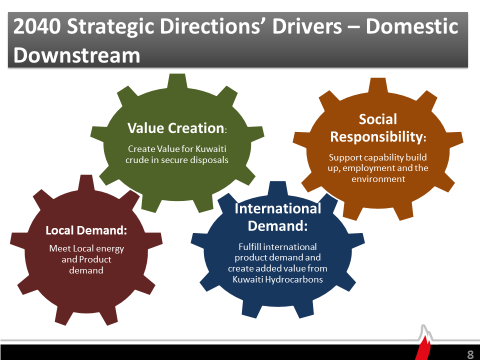 2040 Strategic Directions’ Drivers – Domestic
Downstream
Value Creation:
Create Value for Kuwaiti
crude in secure disposals
Social
Responsibility:
Support capability build
up, employment and the
environment
Local Demand:
Meet Local energy
and Product
demand
International
Demand:
Fulfill international
product demand and
create added value from
Kuwaiti Hydrocarbons
8